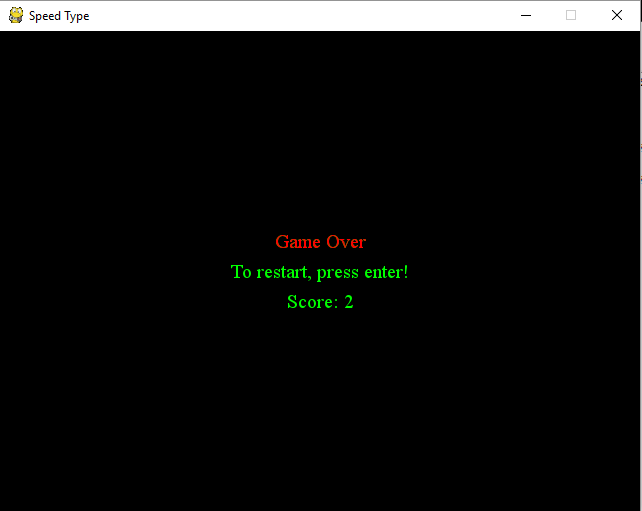 Speed Type
Game Over
To restart, press enter!
Score: 2